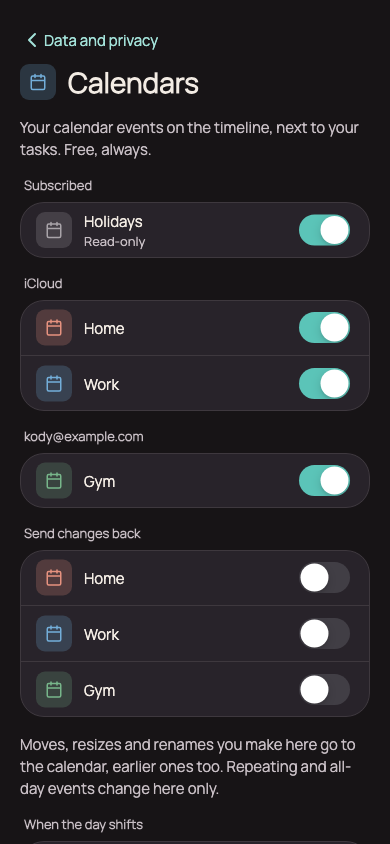 Data and privacy
Calendars
Your calendar events on the timeline, next to your
tasks. Free, always.
Subscribed
Holidays
Read-only
iCloud
Home
Work
kody@example.com
Gym
Send changes back
Home
Work
Gym
Moves, resizes and renames you make here go to
the calendar, earlier ones too. Repeating and all-
day events change here only.
When the day shifts